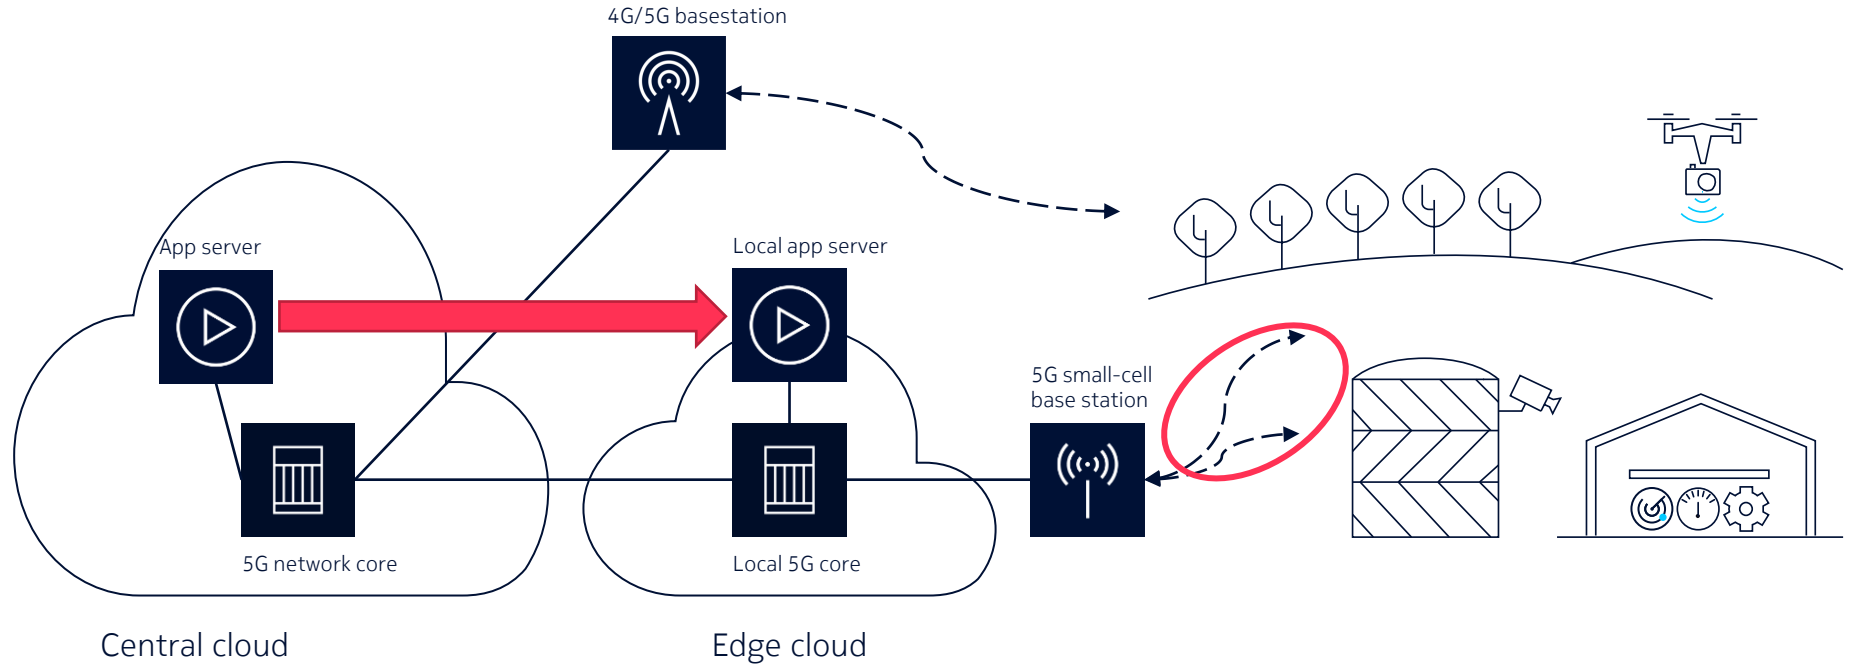 4G/5G basestation
App server
Local app server
5G small-cell
base station
5G network core
Local 5G core
Central cloud
Edge cloud